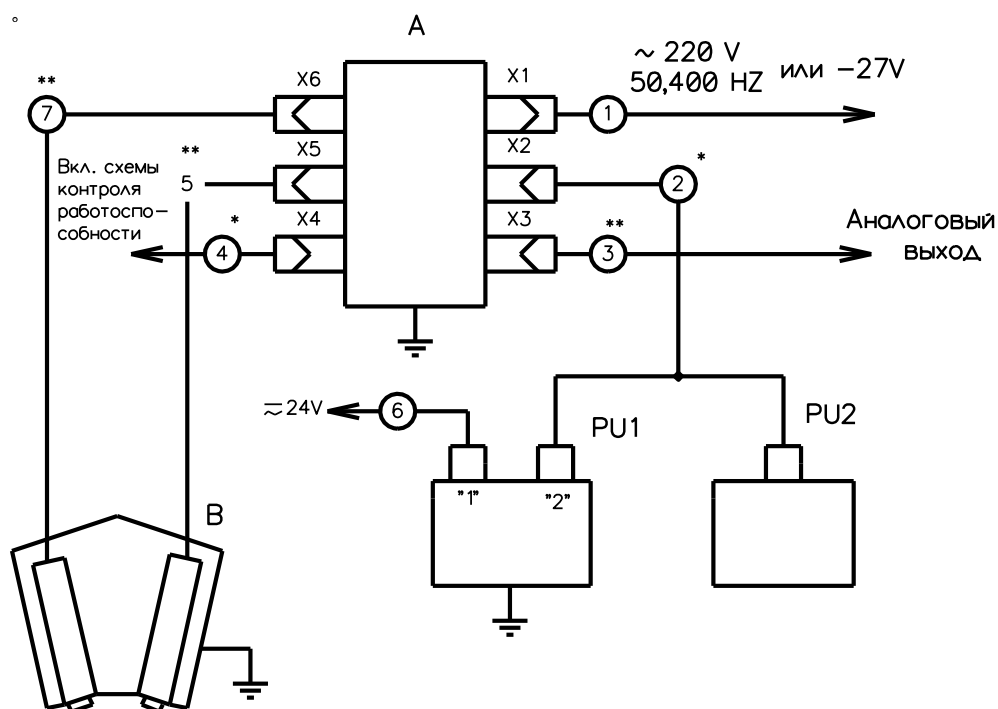 A
~ 220 V
50,400 HZ
или -27V
**
7
X6
X1
1
Вкл. схемы
контроля
работоспо-
собности
**
5
X5
X2
2
*
*
4
X4
X3
**
3
Аналоговый
выход
≂24V
6
PU1
PU2
"1"
"2"
B